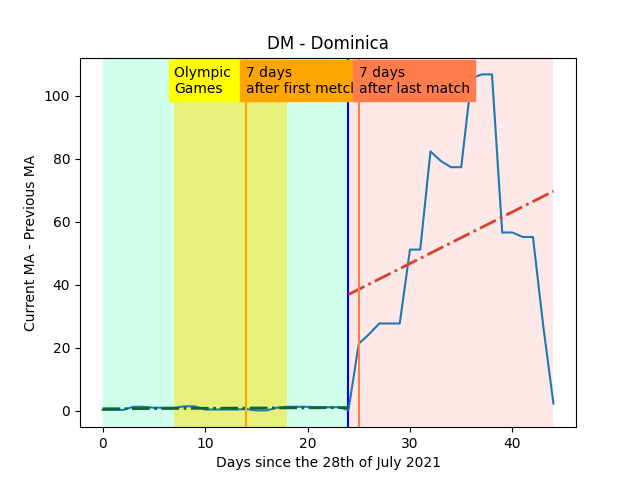 DM - Dominica
Olympic
Games
7 days
after first metch
7 days
after last match
Current MA - Previous MA
100
80
60
40
20
0
0 10 20 30 40
Days since the 28th of July 2021